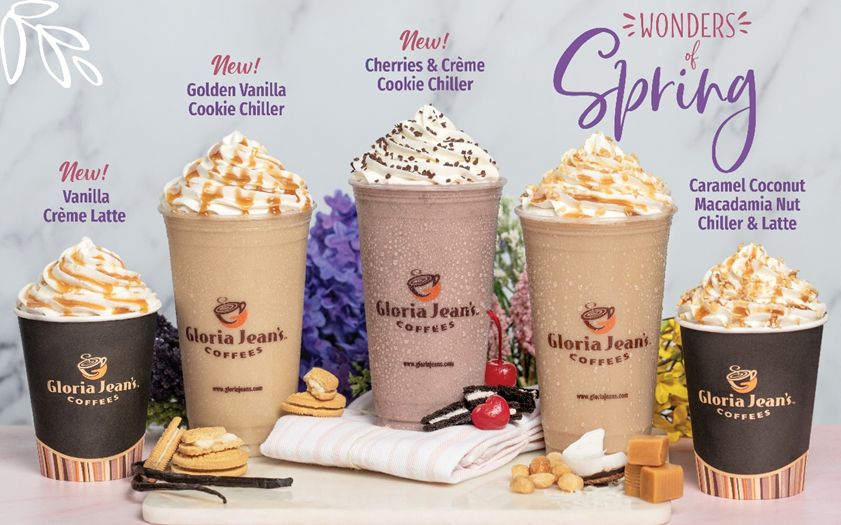 WONDERS
of
Spring
New!
Vanilla
Crème Latte
New!
Golden Vanilla
Cookie Chiller
New!
Cherries & Crème
Cookie Chiller
Caramel Coconut
Macadamia Nut
Chiller & Latte
Gloria Jean's
COFFEES
Gloria Jean's
COFFEES
www.gloriajeans.com
Gloria Jean's
COFFEES
www.gloriajeans.com
Gloria Jean's
COFFEES
www.gloriajeans.com
Gloria Jean's
COFFEES